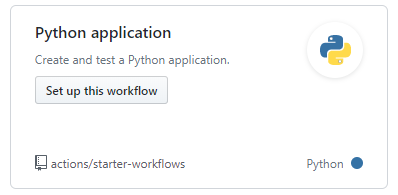 Python application
Create and test a Python application.
Set up this workflow
actions/starter-workflows
Python